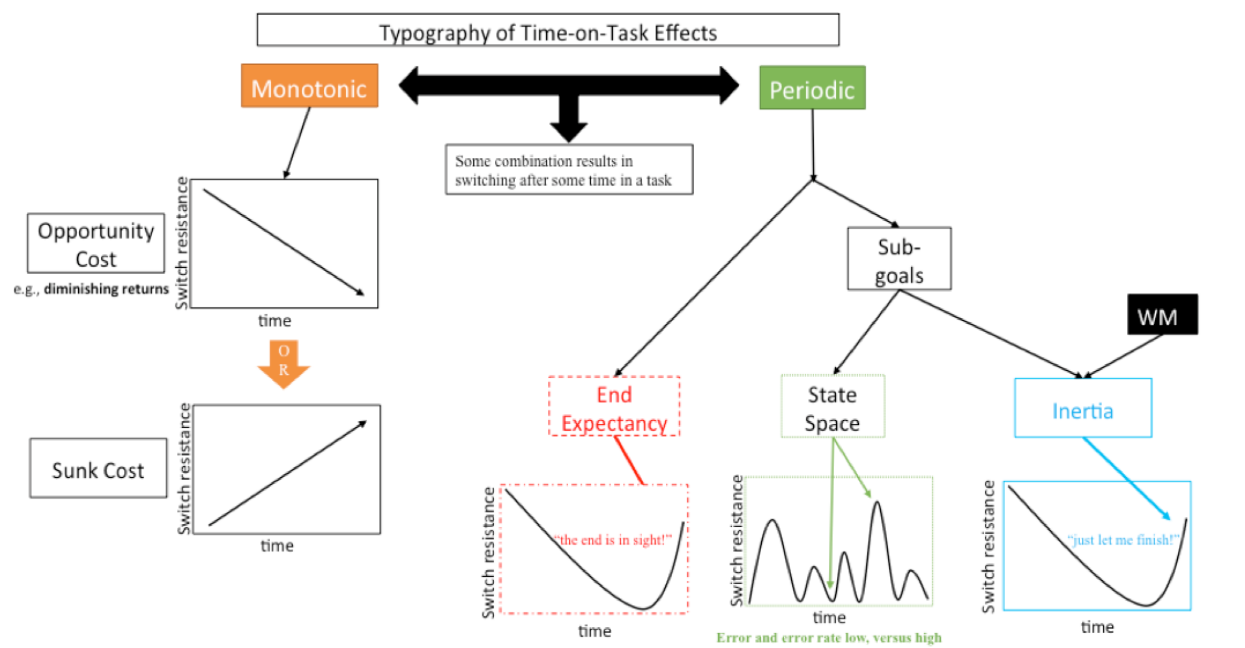 Typography of Time-on-Task Effects
Monotonic
Periodic
Some combination results in
switching after some time in a task
Opportunity
Cost
e.g., diminishing returns
Switch resistance
time
O
R
Sunk Cost
Switch resistance
time
Sub-
goals
WM
End
Expectancy
State
Space
Inertia
Switch resistance
"the end is in sight!"
time
Switch resistance
time
Error and error rate low, versus high
Switch resistance
"just let me finish!"
time